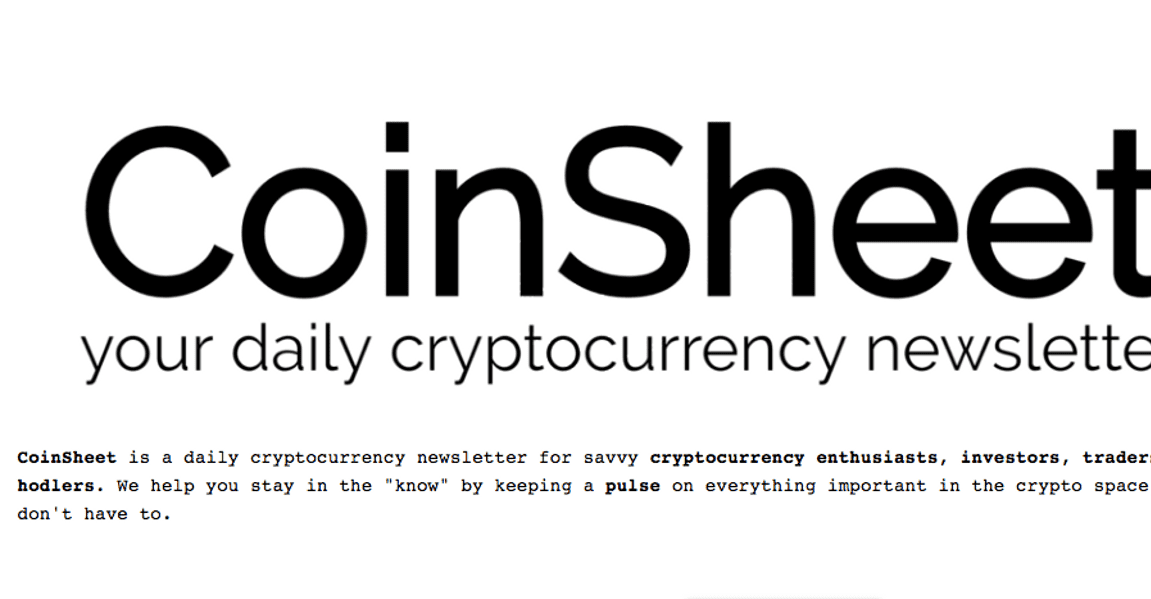 CoinSheet
your daily cryptocurrency newslette
CoinSheet is a daily cryptocurrency newsletter for savvy cryptocurrency enthusiasts, investors, traders
hodlers. We help you stay in the "know" by keeping a pulse on everything important in the crypto space
don't have to.